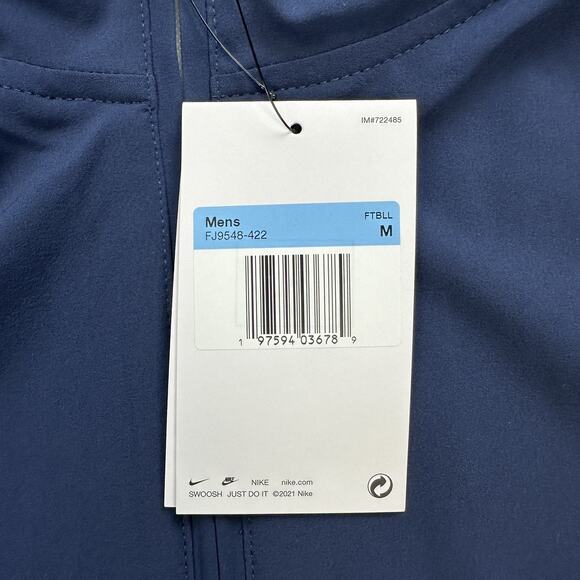 IM#722485
Mens FTBLL
FJ9548-422 M
1 97594 03678 9
NIKE nike.com
SWOOSH JUST DO IT ©2021 Nike